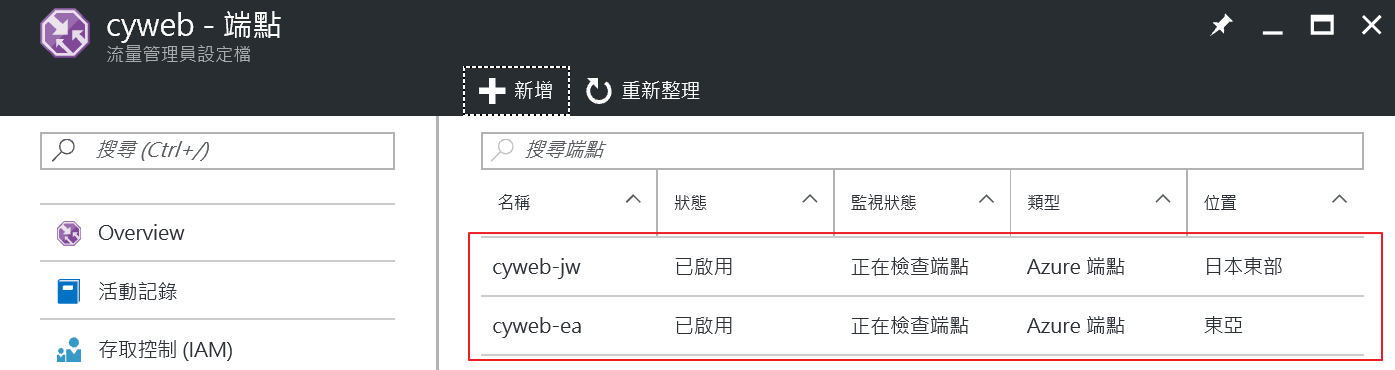 cyweb - 端點
流量管理員設定檔
新增 重新整理
搜尋 (Ctrl+/)
搜尋端點
名稱 狀態 監視狀態 類型 位置
Overview
cyweb-jw 已啟用 正在檢查端點 Azure 端點 日本東部
活動記錄
cyweb-ea 已啟用 正在檢查端點 Azure 端點 東亞
存取控制 (IAM)